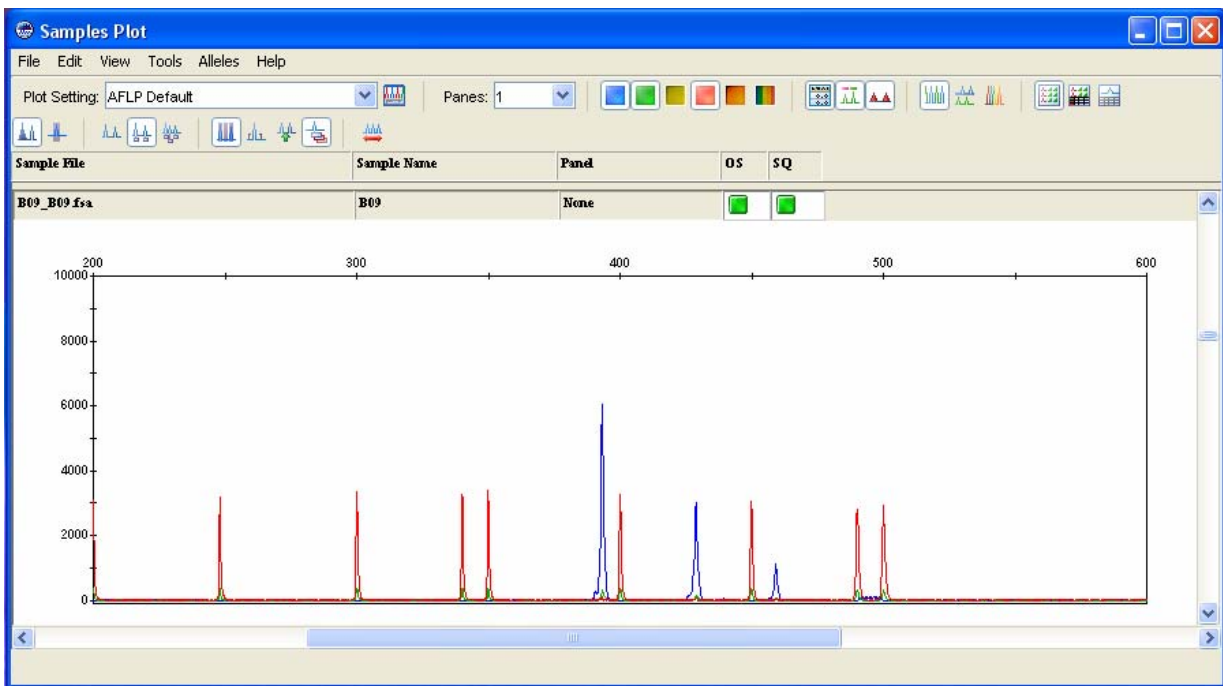 Samples Plot
File Edit View Tools Alleles Help
Plot Setting: AFLP Default Panes: 1
Sample File Sample Name Panel OS SQ
B09_B09.fsa B09 None
200 300 400 500 600
10000
8000
6000
4000
2000
0